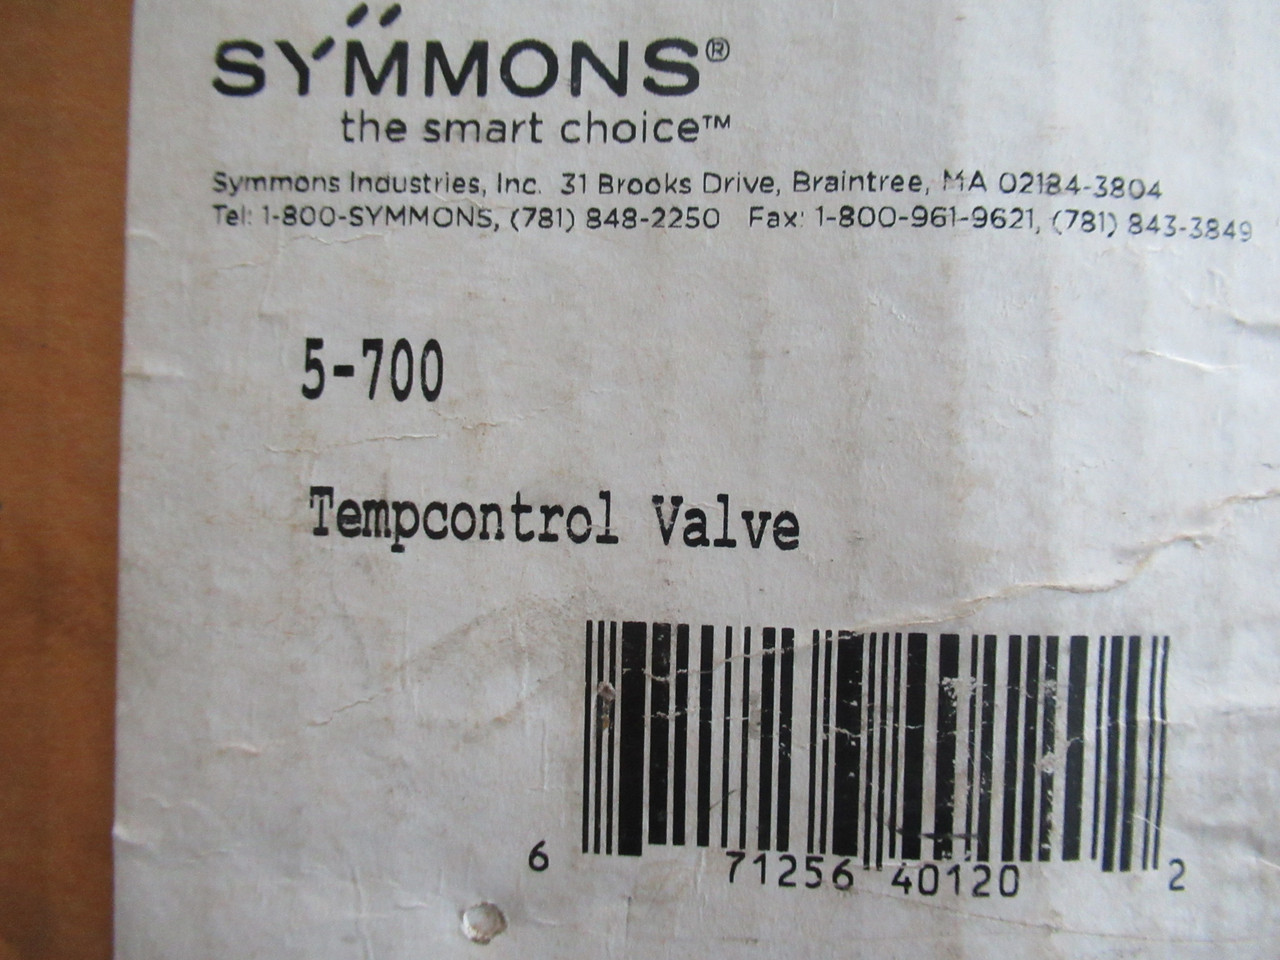 SYMMONS®
the smart choice™
Symmons Industries, Inc. 31 Brooks Drive, Braintree, MA 02184-3804
Tel: 1-800-SYMMONS, (781) 848-2250 Fax: 1-800-961-9621, (781) 843-3849
5-700
Tempcontrol Valve
6 71256 40120 2